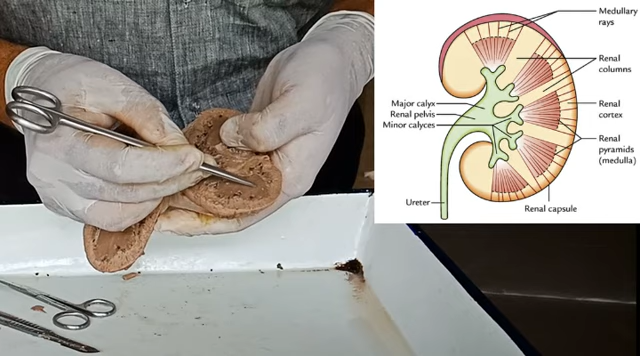 Medullary
rays
Renal
columns
Major calyx
Renal pelvis
Minor calyces
Renal
cortex
Renal
pyramids
(medulla)
Ureter
Renal capsule